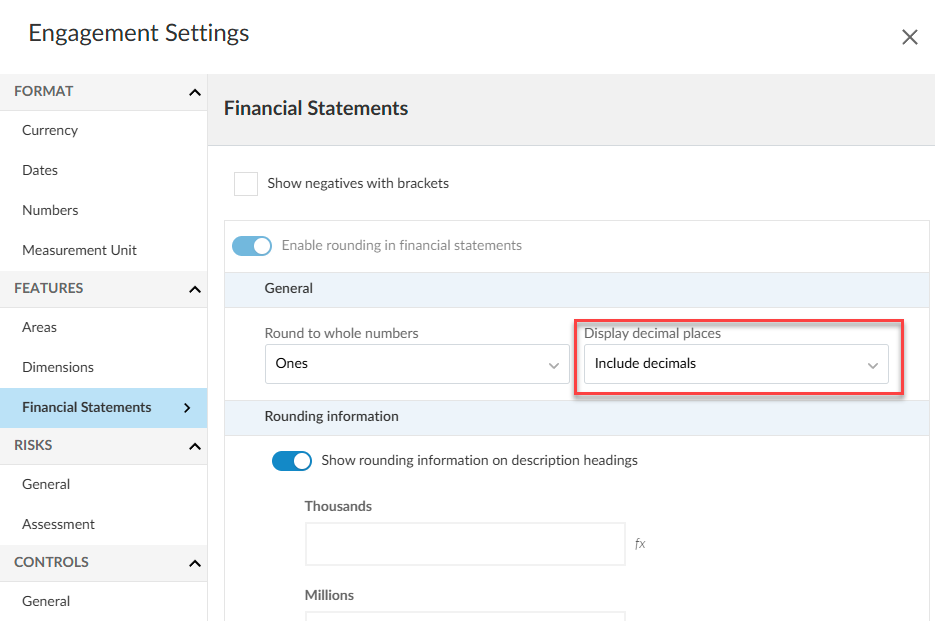 Engagement Settings
FORMAT
Currency
Dates
Numbers
Measurement Unit
FEATURES
Areas
Dimensions
Financial Statements
RISKS
General
Assessment
CONTROLS
General
Financial Statements
Show negatives with brackets
Enable rounding in financial statements
General
Round to whole numbers
Ones
Display decimal places
Include decimals
Rounding information
Show rounding information on description headings
Thousands
fx
Millions